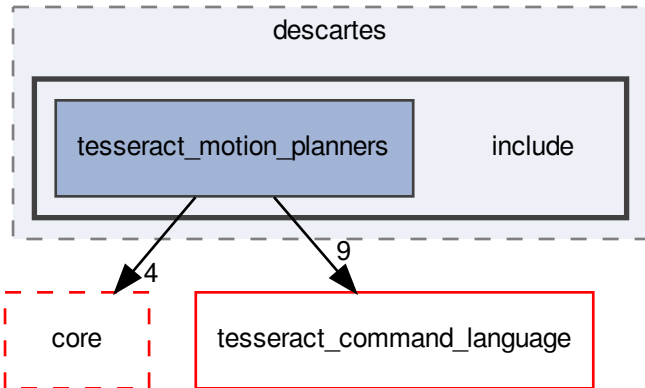 descartes
tesseract_motion_planners
include
4
9
core
tesseract_command_language